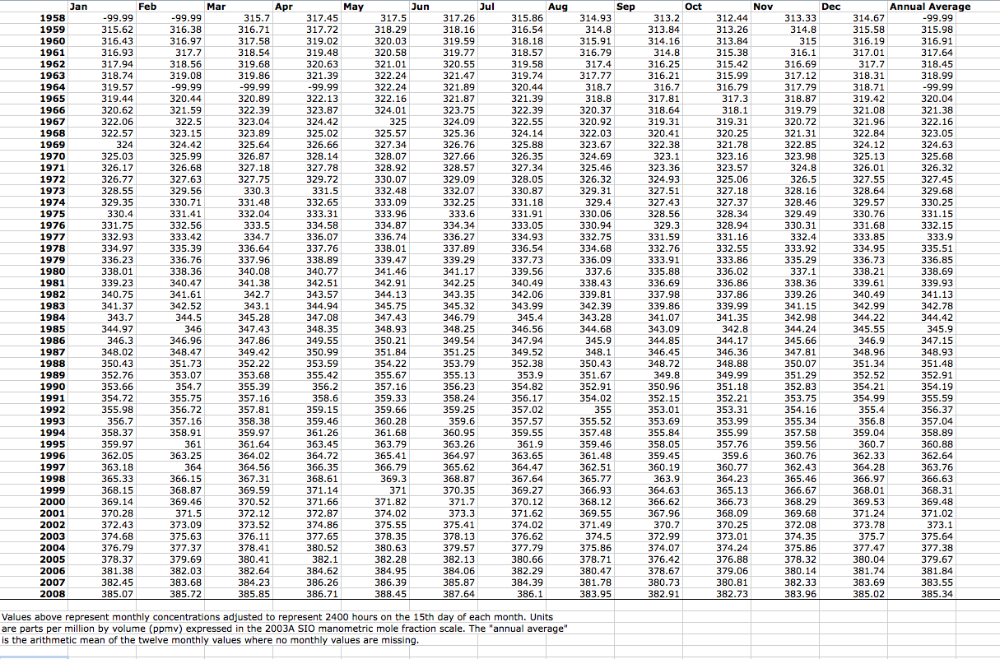 Jan Feb Mar Apr May Jun Jul Aug Sep Oct Nov Dec Annual Average
1958 -99.99 -99.99 315.7 317.45 317.5 317.26 315.86 314.93 313.2 312.44 313.33 314.67 -99.99
1959 315.62 316.38 316.71 317.72 318.29 318.16 316.54 314.8 313.84 313.26 314.8 315.58 315.98
1960 316.43 316.97 317.58 319.02 320.03 319.59 318.18 315.91 314.16 313.84 315 316.19 316.91
1961 316.93 317.7 318.54 319.48 320.58 319.77 318.57 316.79 314.8 315.38 316.1 317.01 317.64
1962 317.94 318.56 319.68 320.63 321.01 320.55 319.58 317.4 316.25 315.42 316.69 317.7 318.45
1963 318.74 319.08 319.86 321.39 322.24 321.47 319.74 317.77 316.21 315.99 317.12 318.31 318.99
1964 319.57 -99.99 -99.99 -99.99 322.24 321.89 320.44 318.7 316.7 316.79 317.79 318.71 -99.99
1965 319.44 320.44 320.89 322.13 322.16 321.87 321.39 318.8 317.81 317.3 318.87 319.42 320.04
1966 320.62 321.59 322.39 323.87 324.01 323.75 322.39 320.37 318.64 318.1 319.79 321.08 321.38
1967 322.06 322.5 323.04 324.42 325 324.09 322.55 320.92 319.31 319.31 320.72 321.96 322.16
1968 322.57 323.15 323.89 325.02 325.57 325.36 324.14 322.03 320.41 320.25 321.31 322.84 323.05
1969 324 324.42 325.64 326.66 327.34 326.76 325.88 323.67 322.38 321.78 322.85 324.12 324.63
1970 325.03 325.99 326.87 328.14 328.07 327.66 326.35 324.69 323.1 323.16 323.98 325.13 325.68
1971 326.17 326.68 327.18 327.78 328.92 328.57 327.34 325.46 323.36 323.57 324.8 326.01 326.32
1972 326.77 327.63 327.75 329.72 330.07 329.09 328.05 326.32 324.93 325.06 326.5 327.55 327.45
1973 328.55 329.56 330.3 331.5 332.48 332.07 330.87 329.31 327.51 327.18 328.16 328.64 329.68
1974 329.35 330.71 331.48 332.65 333.09 332.25 331.18 329.4 327.43 327.37 328.46 329.57 330.25
1975 330.4 331.41 332.04 333.31 333.96 333.6 331.91 330.06 328.56 328.34 329.49 330.76 331.15
1976 331.75 332.56 333.5 334.58 334.87 334.34 333.05 330.94 329.3 328.94 330.31 331.68 332.15
1977 332.93 333.42 334.7 336.07 336.74 336.27 334.93 332.75 331.59 331.16 332.4 333.85 333.9
1978 334.97 335.39 336.64 337.76 338.01 337.89 336.54 334.68 332.76 332.55 333.92 334.95 335.51
1979 336.23 336.76 337.96 338.89 339.47 339.29 337.73 336.09 333.91 333.86 335.29 336.73 336.85
1980 338.01 338.36 340.08 340.77 341.46 341.17 339.56 337.6 335.88 336.02 337.1 338.21 338.69
1981 339.23 340.47 341.38 342.51 342.91 342.25 340.49 338.43 336.69 336.86 338.36 339.61 339.93
1982 340.75 341.61 342.7 343.57 344.13 343.35 342.06 339.81 337.98 337.86 339.26 340.49 341.13
1983 341.37 342.52 343.1 344.94 345.75 345.32 343.99 342.39 339.86 339.99 341.15 342.99 342.78
1984 343.7 344.5 345.28 347.08 347.43 346.79 345.4 343.28 341.07 341.35 342.98 344.22 344.42
1985 344.97 346 347.43 348.35 348.93 348.25 346.56 344.68 343.09 342.8 344.24 345.55 345.9
1986 346.3 346.96 347.86 349.55 350.21 349.54 347.94 345.9 344.85 344.17 345.66 346.9 347.15
1987 348.02 348.47 349.42 350.99 351.84 351.25 349.52 348.1 346.45 346.36 347.81 348.96 348.93
1988 350.43 351.73 352.22 353.59 354.22 353.79 352.38 350.43 348.72 348.88 350.07 351.34 351.48
1989 352.76 353.07 353.68 355.42 355.67 355.13 353.9 351.67 349.8 349.99 351.29 352.52 352.91
1990 353.66 354.7 355.39 356.2 357.16 356.23 354.82 352.91 350.96 351.18 352.83 354.21 354.19
1991 354.72 355.75 357.16 358.6 359.33 358.24 356.17 354.02 352.15 352.21 353.75 354.99 355.59
1992 355.98 356.72 357.81 359.15 359.66 359.25 357.02 355 353.01 353.31 354.16 355.4 356.37
1993 356.7 357.16 358.38 359.46 360.28 359.6 357.57 355.52 353.69 353.99 355.34 356.8 357.04
1994 358.37 358.91 359.97 361.26 361.68 360.95 359.55 357.48 355.84 355.99 357.58 359.04 358.89
1995 359.97 361 361.64 363.45 363.79 363.26 361.9 359.46 358.05 357.76 359.56 360.7 360.88
1996 362.05 363.25 364.02 364.72 365.41 364.97 363.65 361.48 359.45 359.6 360.76 362.33 362.64
1997 363.18 364 364.56 366.35 366.79 365.62 364.47 362.51 360.19 360.77 362.43 364.28 363.76
1998 365.33 366.15 367.31 368.61 369.3 368.87 367.64 365.77 363.9 364.23 365.46 366.97 366.63
1999 368.15 368.87 369.59 371.14 371 370.35 369.27 366.93 364.63 365.13 366.67 368.01 368.31
2000 369.14 369.46 370.52 371.66 371.82 371.7 370.12 368.12 366.62 366.73 368.29 369.53 369.48
2001 370.28 371.5 372.12 372.87 374.02 373.3 371.62 369.55 367.96 368.09 369.68 371.24 371.02
2002 372.43 373.09 373.52 374.86 375.55 375.41 374.02 371.49 370.7 370.25 372.08 373.78 373.1
2003 374.68 375.63 376.11 377.65 378.35 378.13 376.62 374.5 372.99 373.01 374.35 375.7 375.64
2004 376.79 377.37 378.41 380.52 380.63 379.57 377.79 375.86 374.07 374.24 375.86 377.47 377.38
2005 378.37 379.69 380.41 382.1 382.28 382.13 380.66 378.71 376.42 376.88 378.32 380.04 379.67
2006 381.38 382.03 382.64 384.62 384.95 384.06 382.29 380.47 378.67 379.06 380.14 381.74 381.84
2007 382.45 383.68 384.23 386.26 386.39 385.87 384.39 381.78 380.73 380.81 382.33 383.69 383.55
2008 385.07 385.72 385.85 386.71 388.45 387.64 386.1 383.95 382.91 382.73 383.96 385.02 385.34
Values above represent monthly concentrations adjusted to represent 2400 hours on the 15th day of each month. Units
are parts per million by volume (ppmv) expressed in the 2003A SIO manometric mole fraction scale. The "annual average"
is the arithmetic mean of the twelve monthly values where no monthly values are missing.